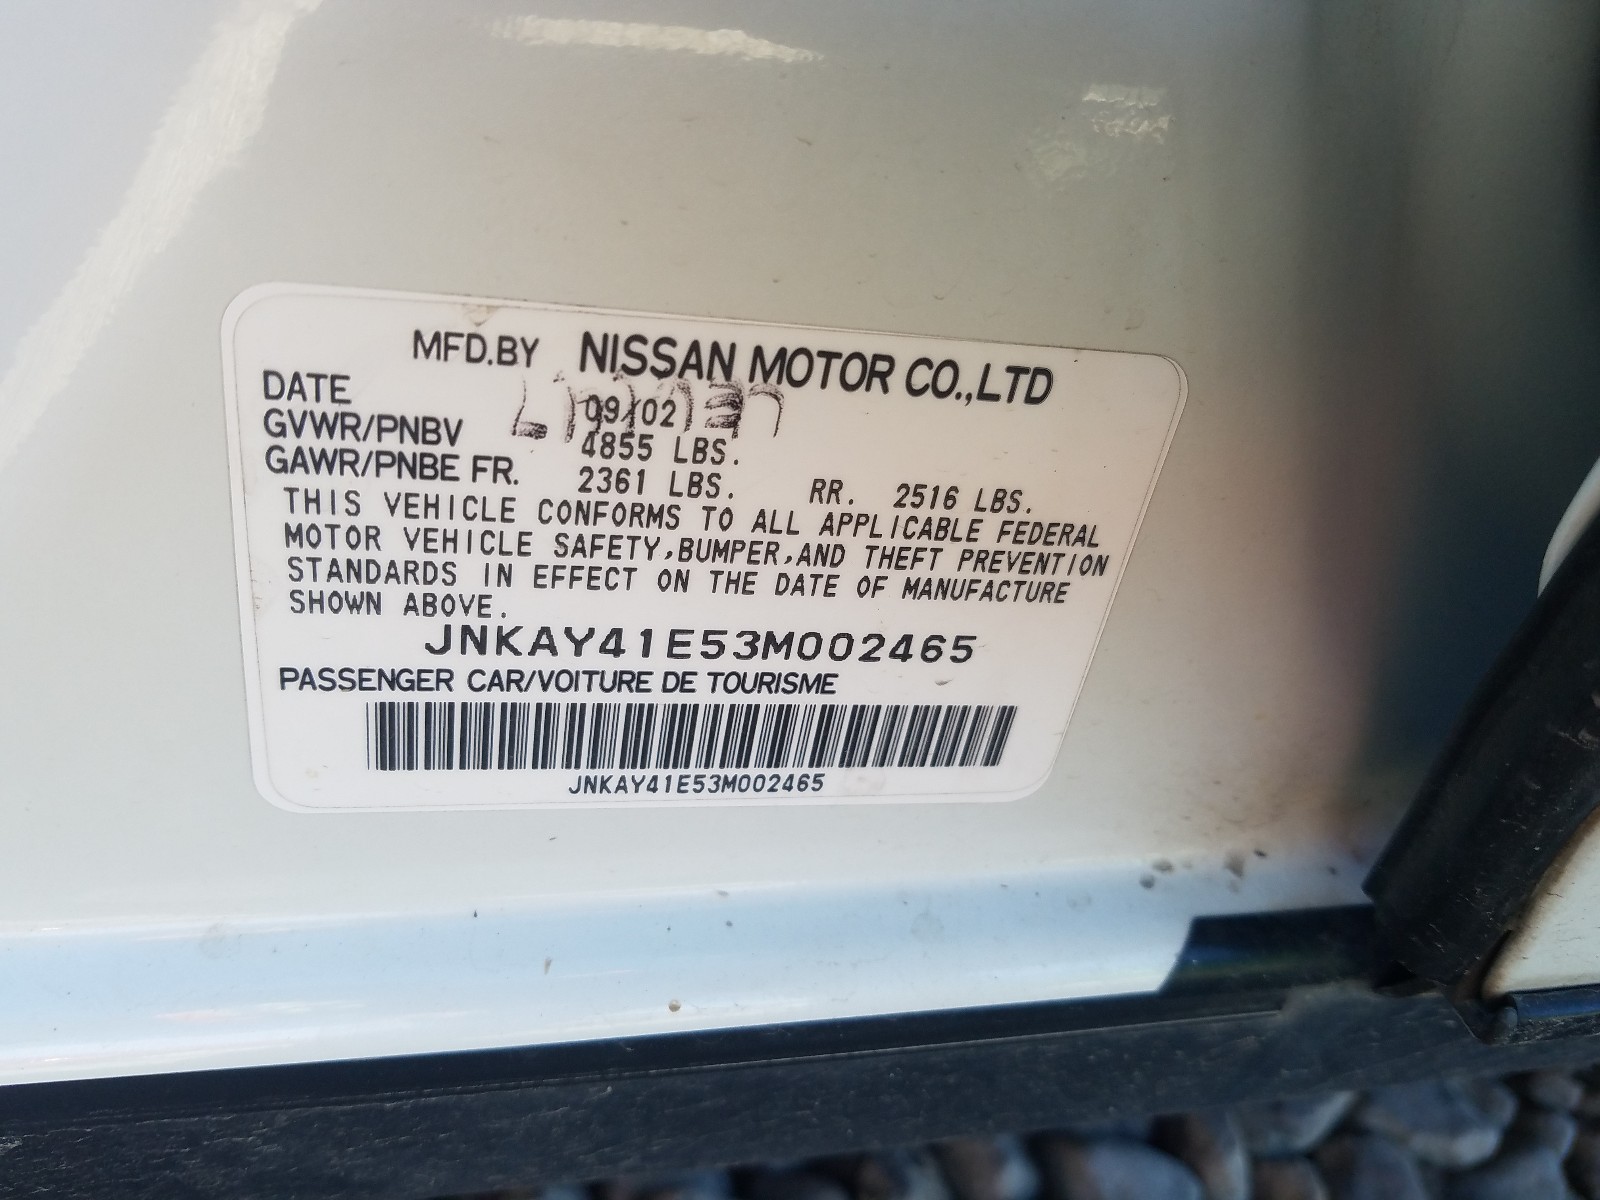 MFD.BY NISSAN MOTOR CO.,LTD
DATE 09/02
GVWR/PNBV 4855 LBS.
GAWR/PNBE FR. 2361 LBS. RR. 2516 LBS.
THIS VEHICLE CONFORMS TO ALL APPLICABLE FEDERAL
MOTOR VEHICLE SAFETY,BUMPER,AND THEFT PREVENTION
STANDARDS IN EFFECT ON THE DATE OF MANUFACTURE
SHOWN ABOVE.
JNKAY41E53M002465
PASSENGER CAR/VOITURE DE TOURISME
JNKAY41E53M002465